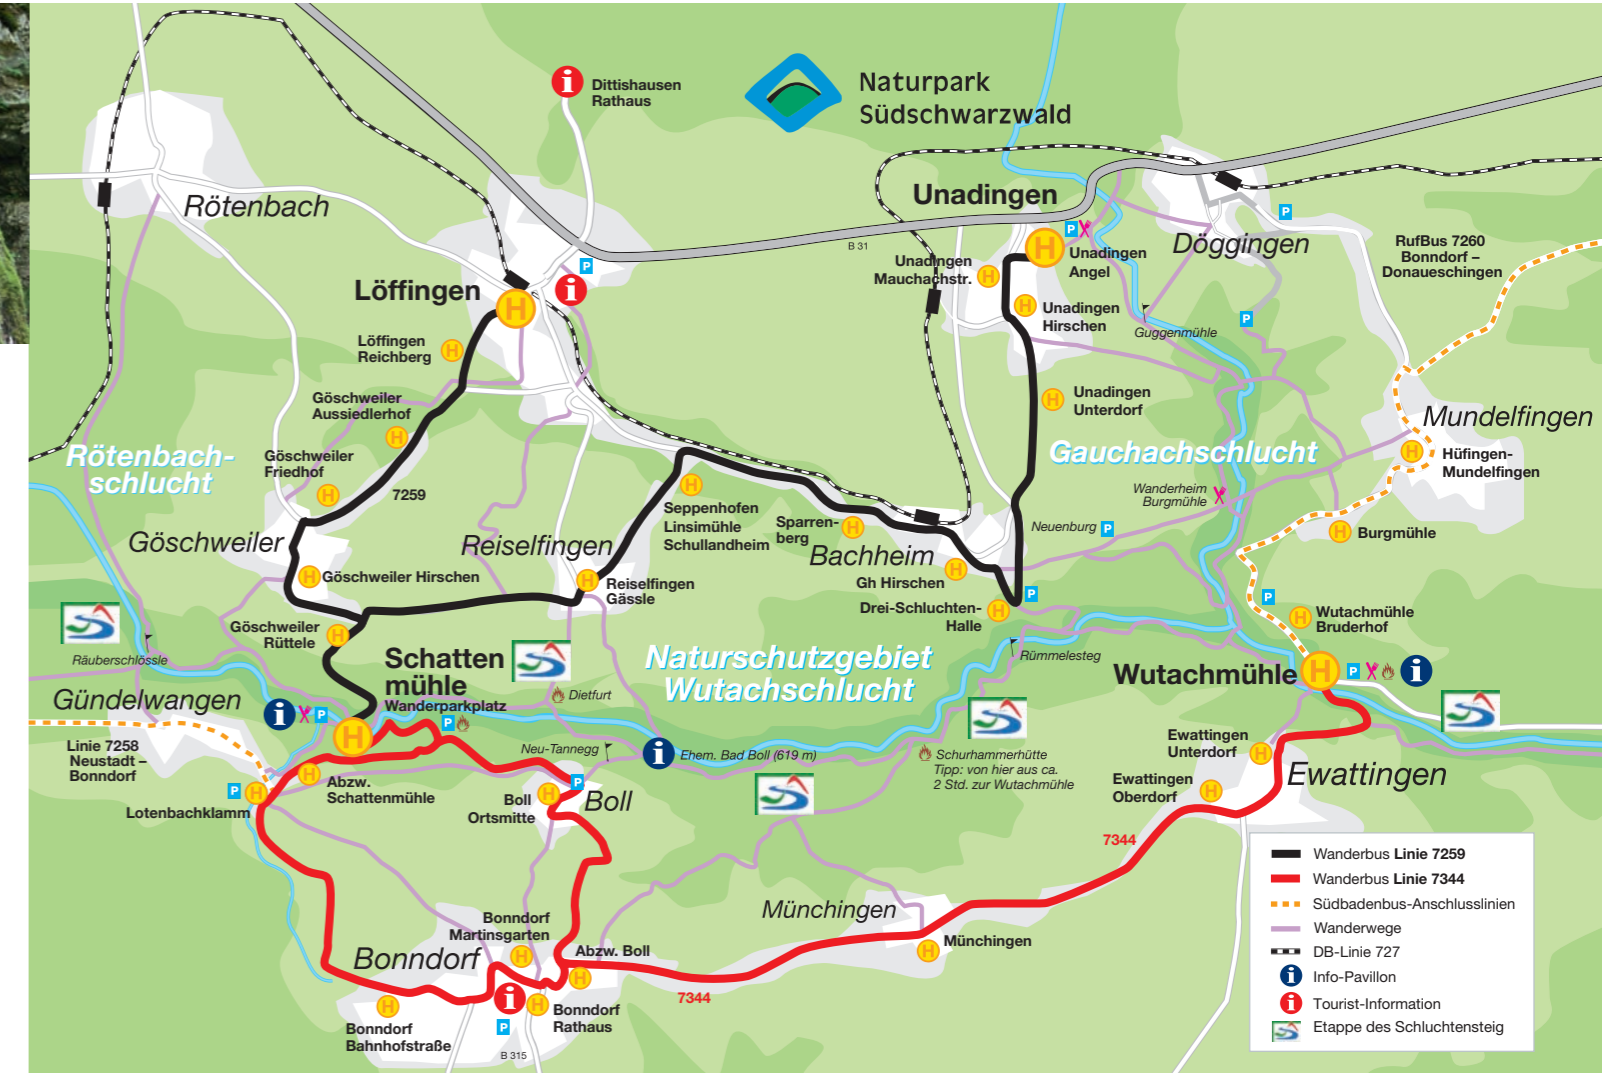 Dittishausen
Rathaus
Naturpark
Südschwarzwald
Rötenbach
Unadingen
B 31
Unadingen
Angel
Unadingen
Mauchachstr.
Unadingen
Hirschen
Döggingen
RufBus 7260
Bonndorf –
Donaueschingen
Löffingen
Löffingen
Reichberg
Guggenmühle
Göschweiler
Aussiedlerhof
Unadingen
Unterdorf
Mundelfingen
Rötenbach-
schlucht
Göschweiler
Friedhof
7259
Gauchachschlucht
Hüfingen-
Mundelfingen
Wanderheim
Burgmühle
Seppenhofen
Linsimühle
Schullandheim
Sparren-
berg
Neuenburg
Burgmühle
Göschweiler
Reiselfingen
Bachheim
Göschweiler Hirschen
Reiselfingen
Gässle
Gh Hirschen
Drei-Schluchten-
Halle
Wutachmühle
Bruderhof
Göschweiler
Rüttele
Räuberschlössle
Schatten
mühle
Wanderparkplatz
Naturschutzgebiet
Wutachschlucht
Rümmelesteg
Wutachmühle
Dietfurt
Gündelwangen
Linie 7258
Neustadt –
Bonndorf
Neu-Tannegg
Ehem. Bad Boll (619 m)
Schurhammerhütte
Tipp: von hier aus ca.
2 Std. zur Wutachmühle
Ewattingen
Unterdorf
Ewattingen
Ewattingen
Oberdorf
Abzw.
Schattenmühle
Lotenbachklamm
Boll
Ortsmitte
Boll
7344
Münchingen
Münchingen
Bonndorf
Martinsgarten
Bonndorf
Abzw. Boll
7344
Bonndorf
Rathaus
Bonndorf
Bahnhofstraße
B 315
Wanderbus Linie 7259
Wanderbus Linie 7344
Südbadenbus-Anschlusslinien
Wanderwege
DB-Linie 727
Info-Pavillon
Tourist-Information
Etappe des Schluchtensteig